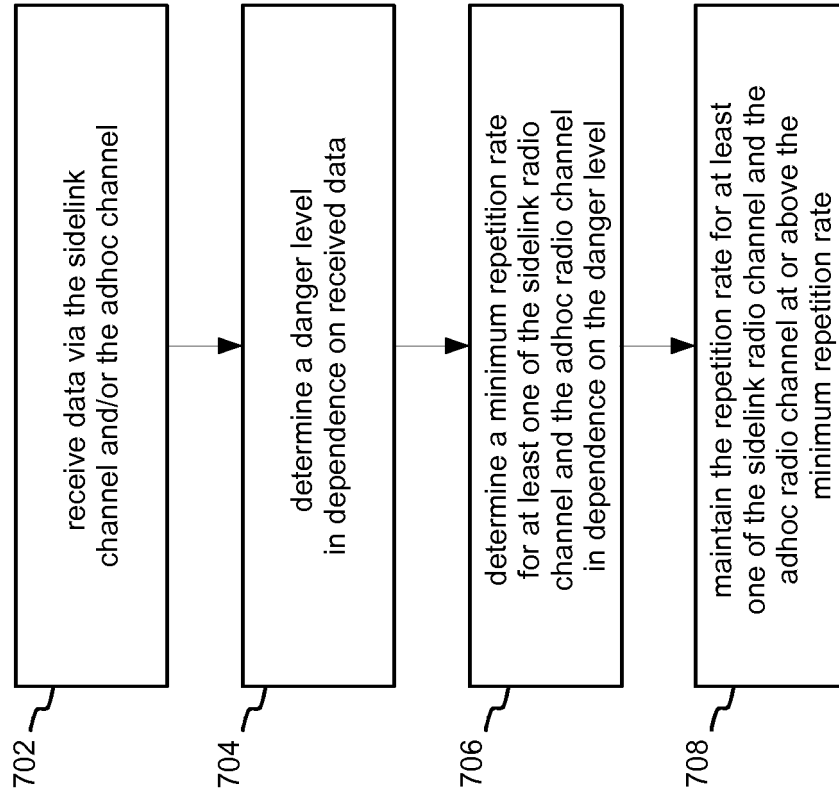 702
receive data via the sidelink
channel and/or the adhoc channel
704
determine a danger level
in dependence on received data
706
determine a minimum repetition rate
for at least one of the sidelink radio
channel and the adhoc radio channel
in dependence on the danger level
708
maintain the repetition rate for at least
one of the sidelink radio channel and the
adhoc radio channel at or above the
minimum repetition rate